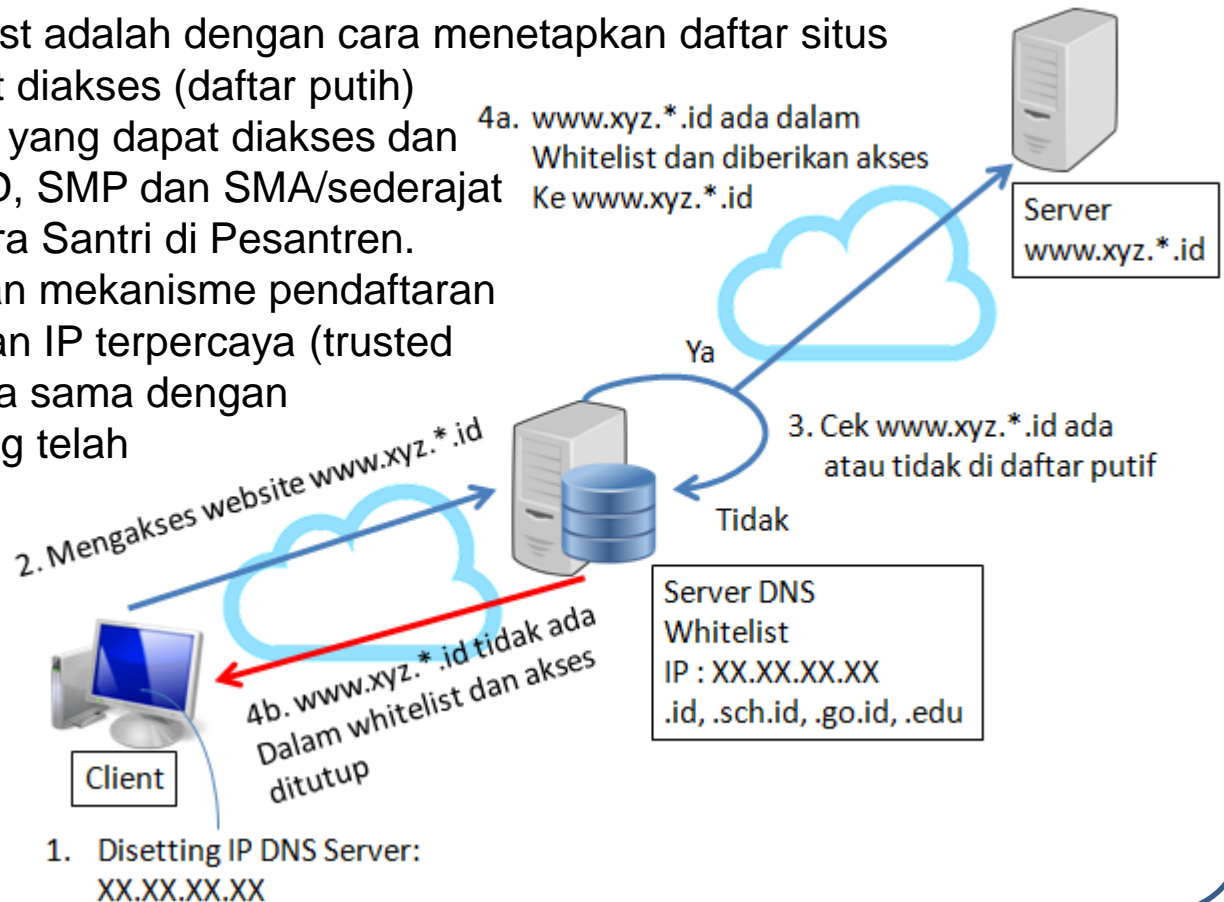 st adalah dengan cara menetapkan daftar situs
t diakses (daftar putih)
yang dapat diakses dan
D, SMP dan SMA/sederajat
ra Santri di Pesantren.
an mekanisme pendaftaran
an IP terpercaya (trusted
a sama dengan
g telah
4a. www.xyz.*.id ada dalam
Whitelist dan diberikan akses
Ke www.xyz.*.id
Server
www.xyz.*.id
Ya
3. Cek www.xyz.*.id ada
atau tidak di daftar putif
Tidak
2. Mengakses website www.xyz.*.id
Server DNS
Whitelist
IP : XX.XX.XX.XX
.id, .sch.id, .go.id, .edu
4b. www.xyz.*.id tidak ada
Dalam whitelist dan akses
ditutup
Client
1. Disetting IP DNS Server:
XX.XX.XX.XX